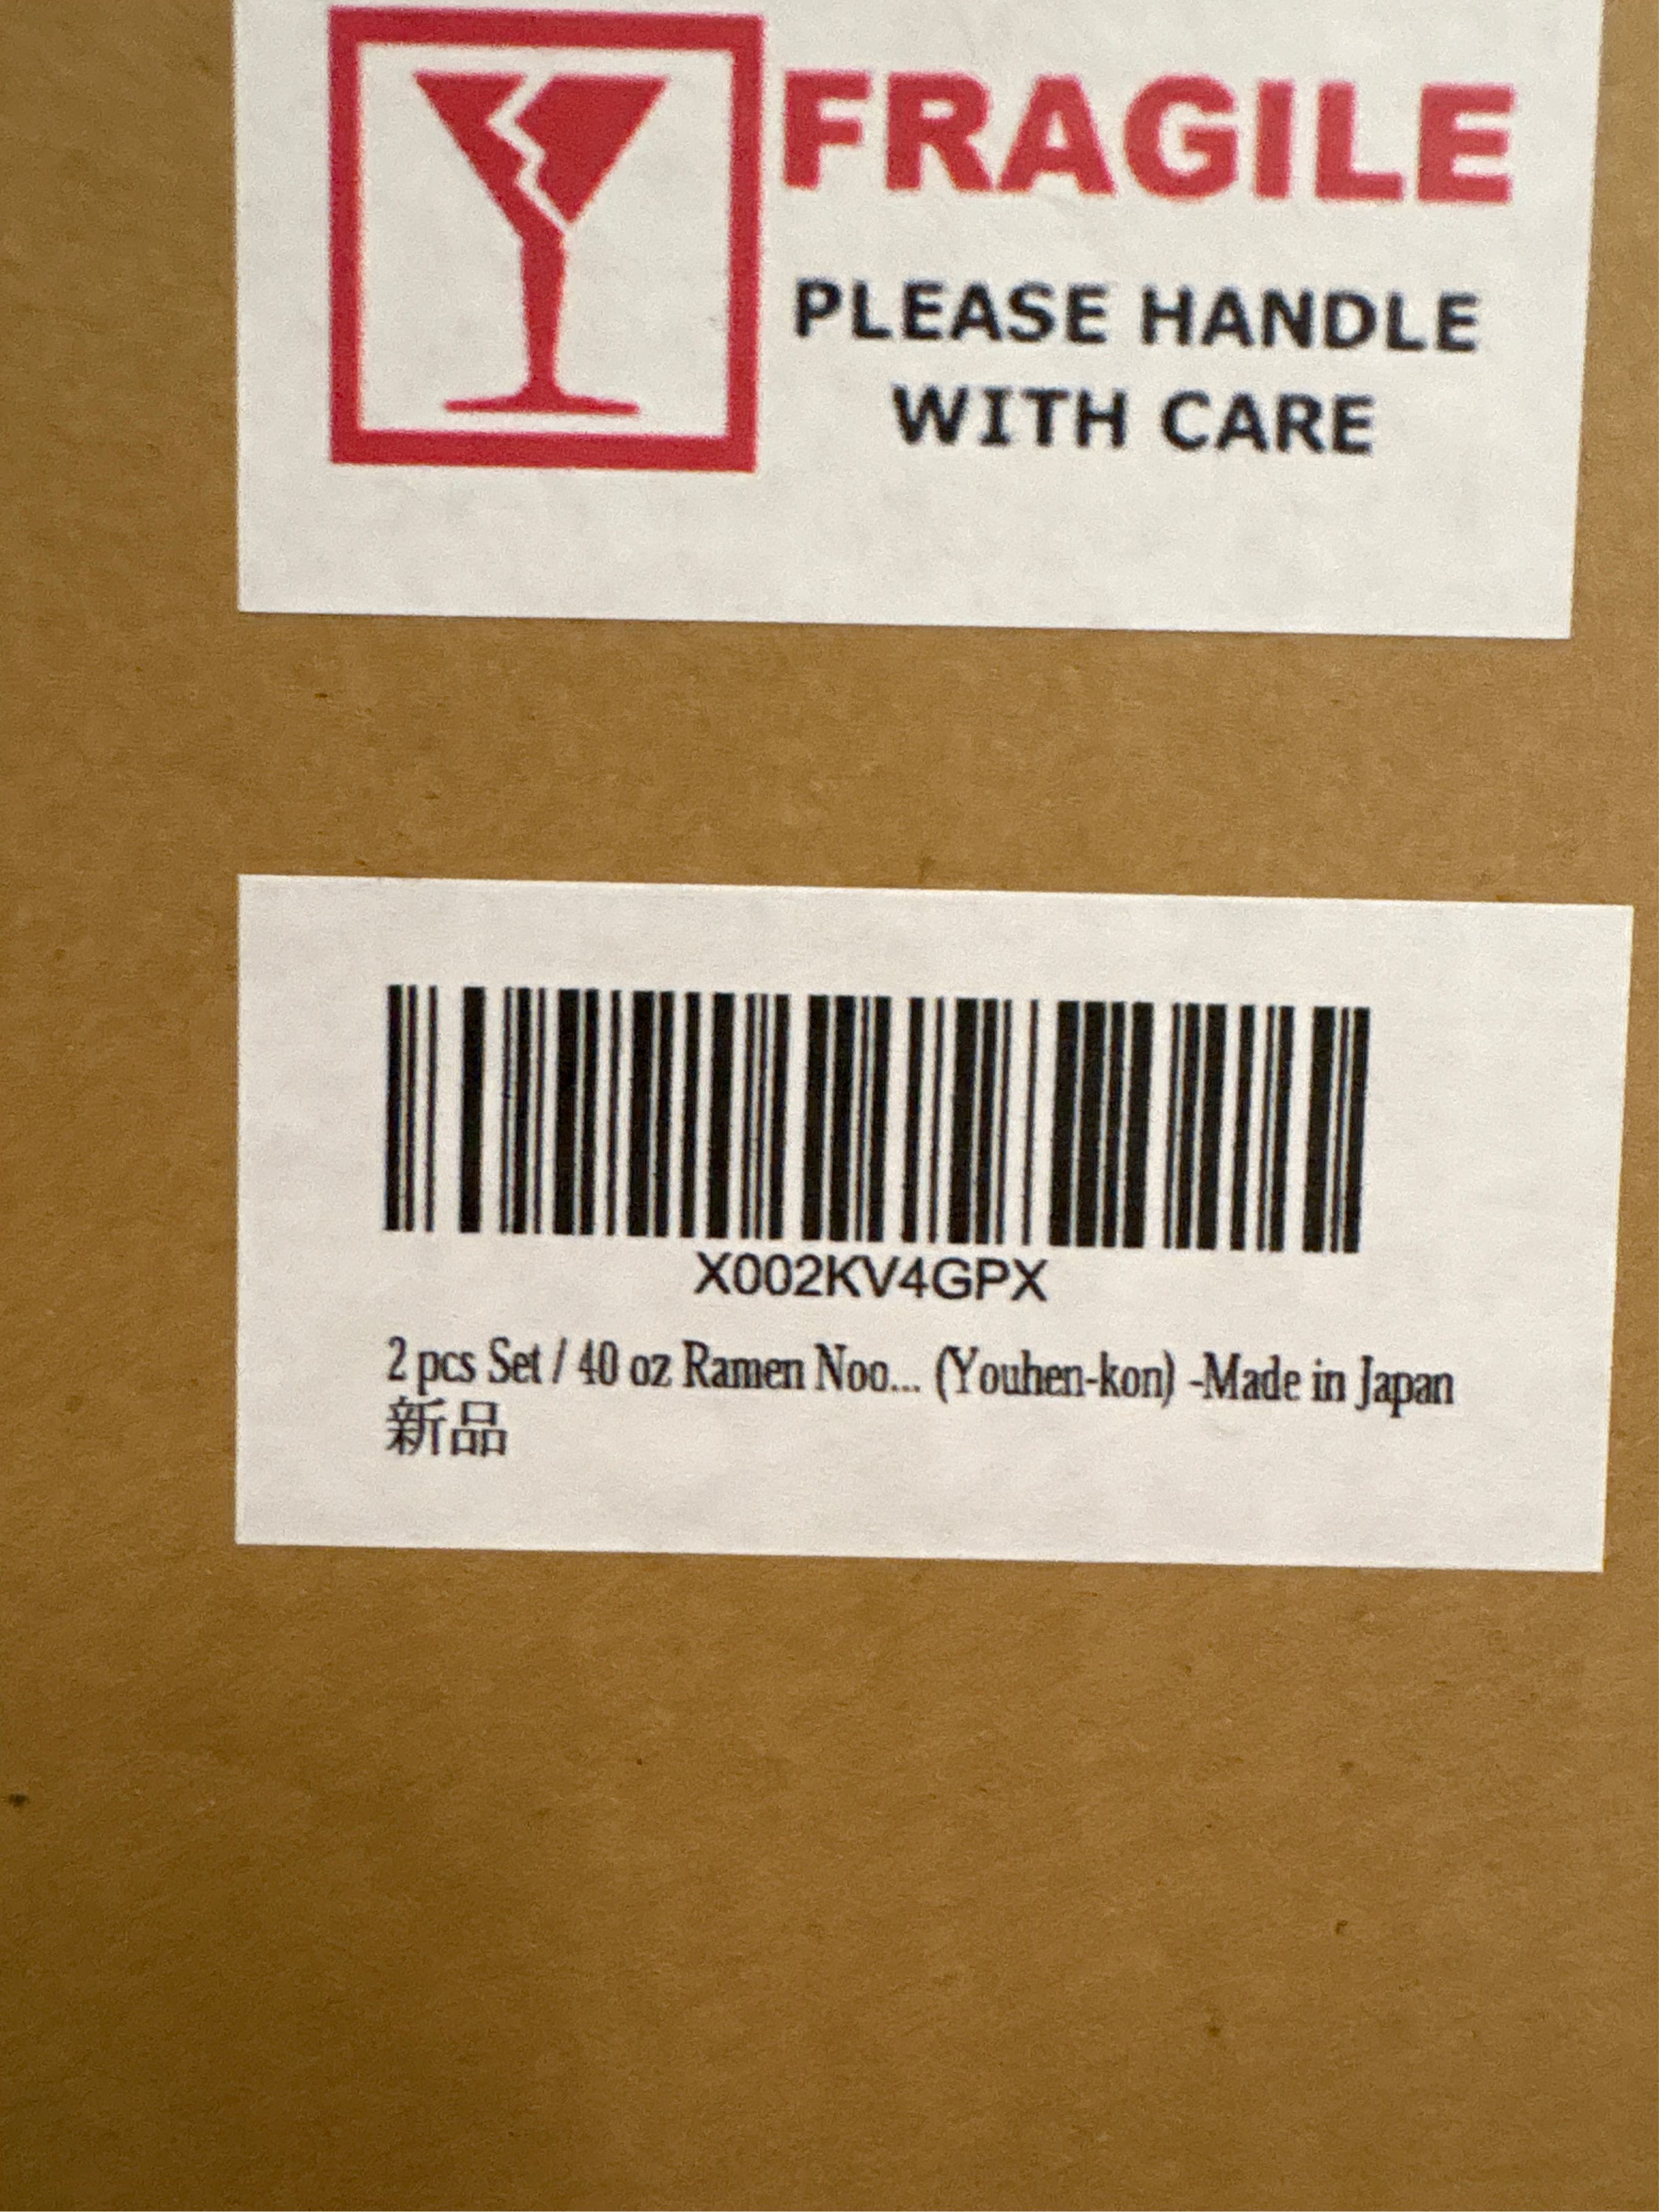 FRAGILE
PLEASE HANDLE
WITH CARE
X002KV4GPX
2 pcs Set / 40 oz Ramen Noo... (Youhen-kon) -Made in Japan
新品